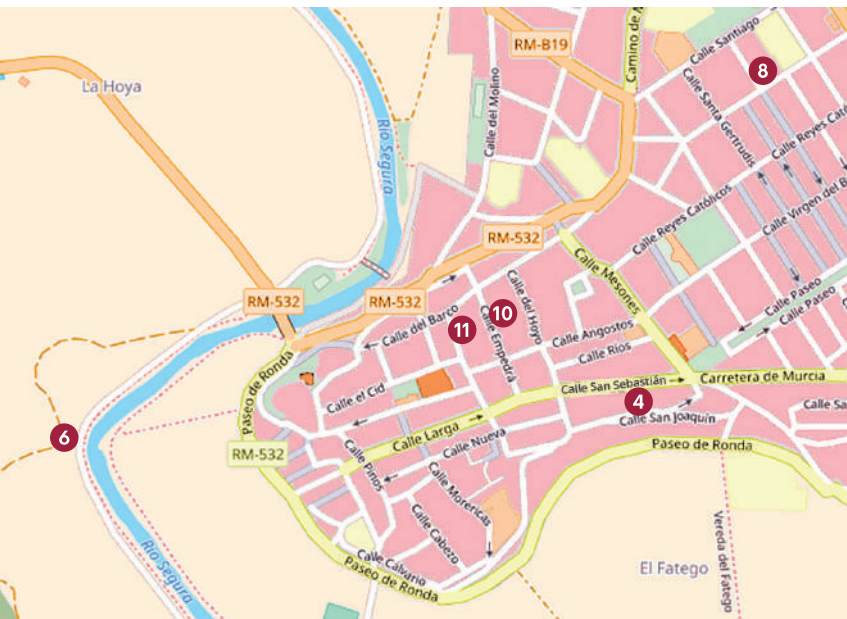 RM-B19
Camino de M
Calle Santiago
8
La Hoya
Calle del Molino
Calle Santa Gertrudis
Calle Reyes Cató
Río Segura
Calle Reyes Católicos
Calle Virgen del B
RM-532
Calle Mesones
Calle del Hoyo
RM-532
RM-532
Calle Paseo
Calle Paseo
Calle del Barco
11
10
Calle Empedrá
Calle Angostos
Calle Ríos
Paseo de Ronda
Calle el Cid
Calle San Sebastián
Carretera de Murcia
4
Calle San Joaquín
Calle Sa
6
RM-532
Calle Larga
Calle Nueva
Paseo de Ronda
Calle Pinos
Calle Morericas
Calle Cabezo
Río Segura
Calle Calvario
Paseo de Ronda
El Fatego
Vereda del Fatego